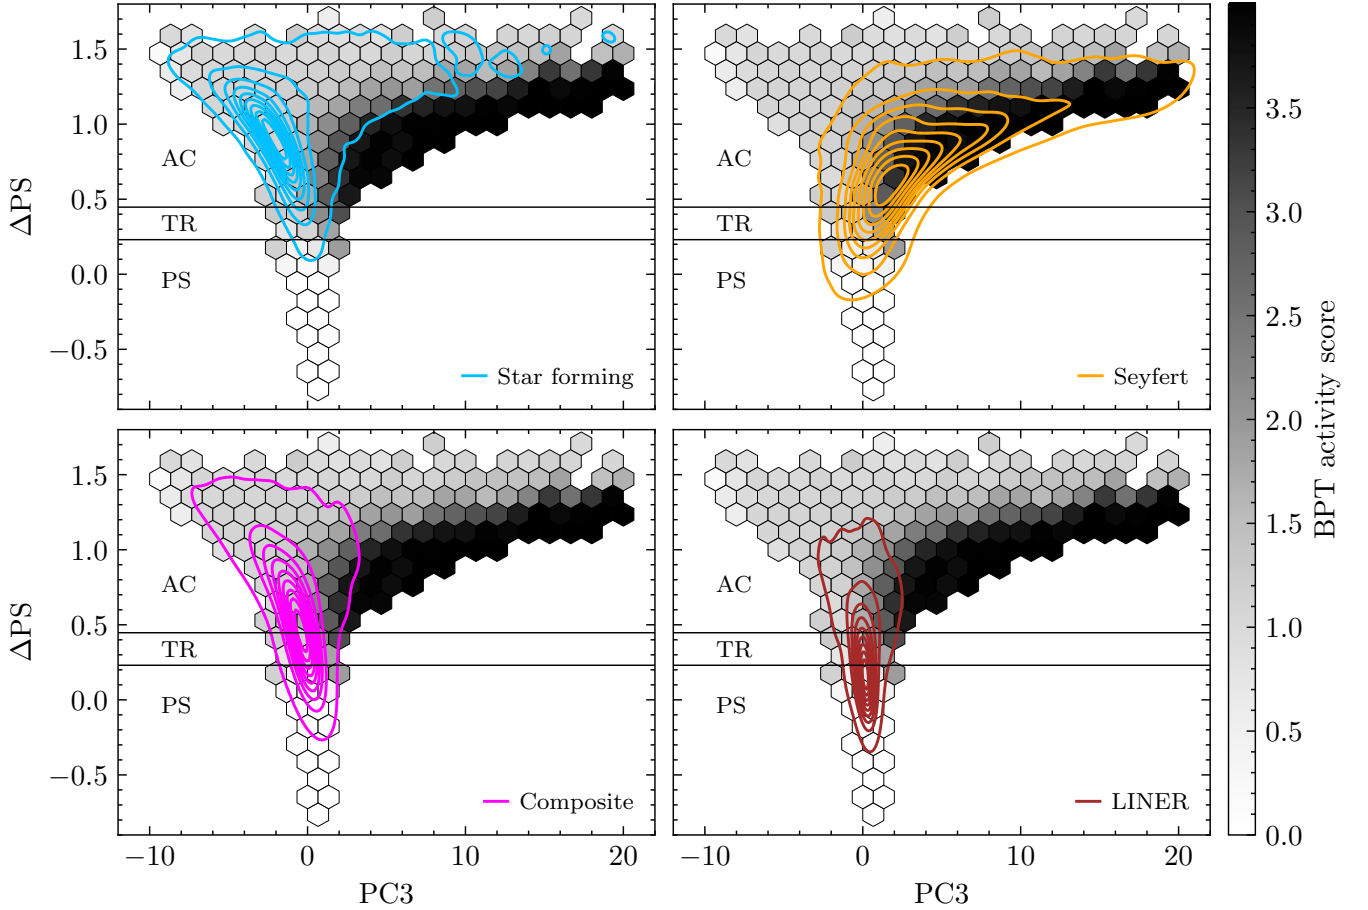 1.5
1.0
0.5
0.0
−0.5
ΔPS
AC
TR
PS
Star forming
AC
TR
PS
Seyfert
1.5
1.0
0.5
0.0
−0.5
ΔPS
AC
TR
PS
Composite
−10
0
10
20
PC3
AC
TR
PS
LINER
−10
0
10
20
PC3
3.5
3.0
2.5
2.0
1.5
1.0
0.5
0.0
BPT activity score